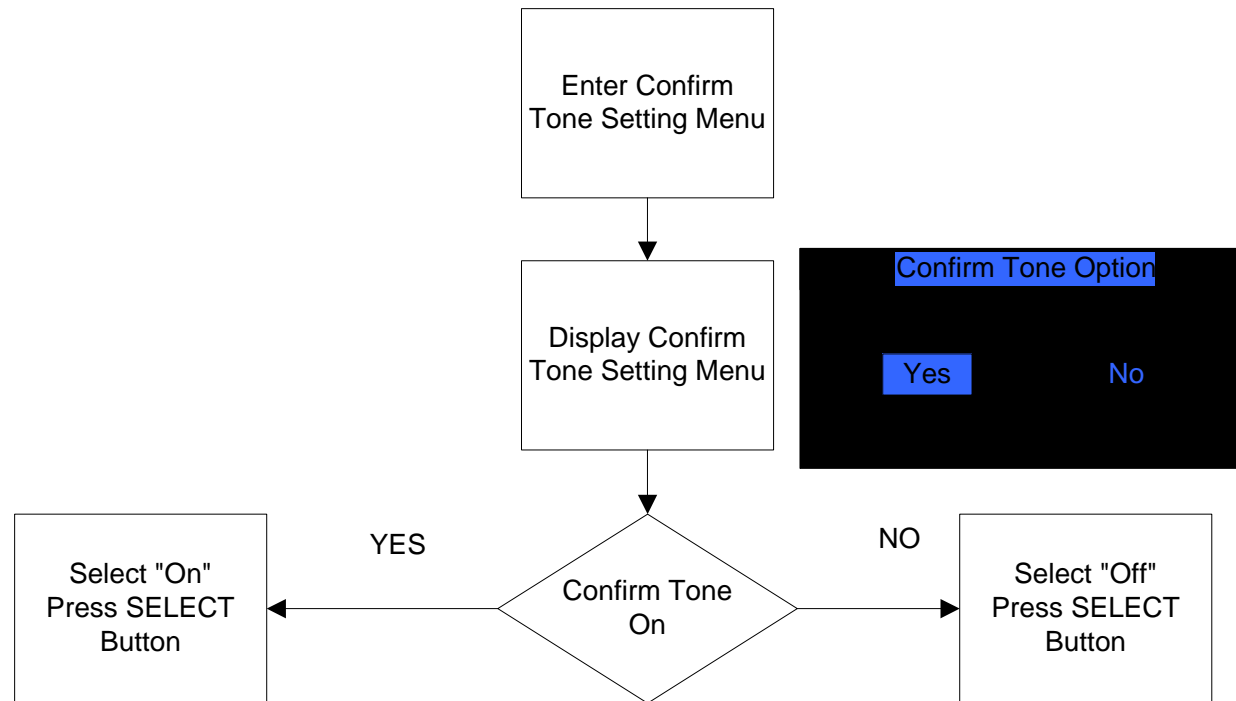 Enter Confirm
Tone Setting Menu
Display Confirm
Tone Setting Menu
Confirm Tone Option
Yes
No
YES
NO
Select "On"
Press SELECT
Button
Confirm Tone
On
Select "Off"
Press SELECT
Button